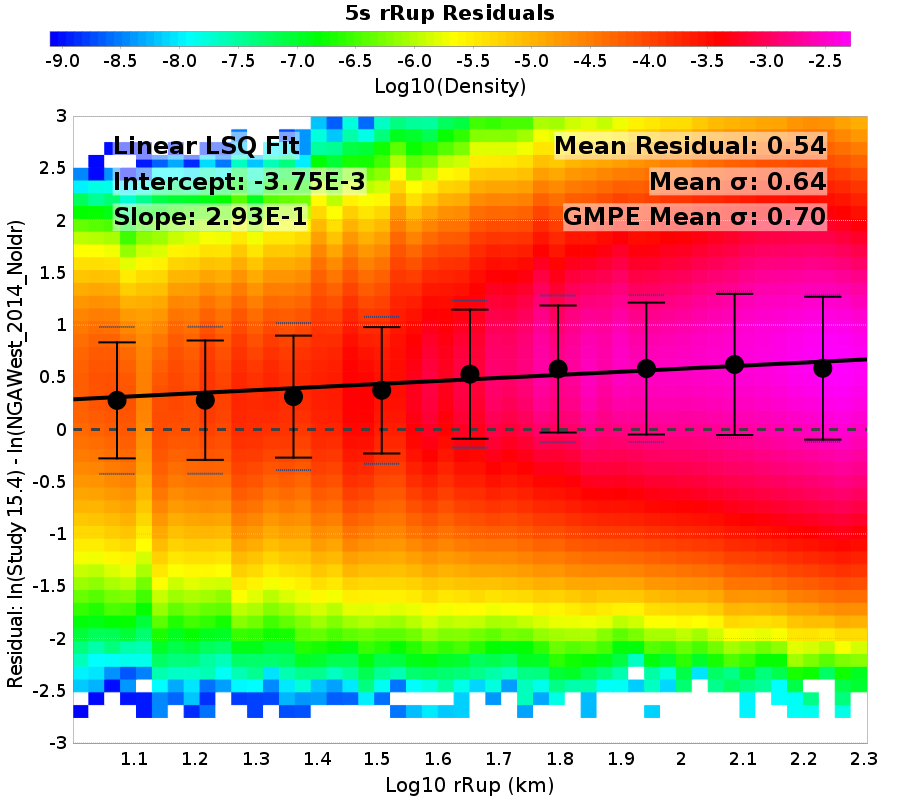 5s rRup Residuals
-9.0 -8.5 -8.0 -7.5 -7.0 -6.5 -6.0 -5.5 -5.0 -4.5 -4.0 -3.5 -3.0 -2.5
Log10(Density)
Linear LSQ Fit
Intercept: -3.75E-3
Slope: 2.93E-1
Mean Residual: 0.54
Mean σ: 0.64
GMPE Mean σ: 0.70
Residual: ln(Study 15.4) - ln(NGAWest_2014_NoIdr)
3
2.5
2
1.5
1
0.5
0
-0.5
-1
-1.5
-2
-2.5
-3
1.1 1.2 1.3 1.4 1.5 1.6 1.7 1.8 1.9 2 2.1 2.2 2.3
Log10 rRup (km)